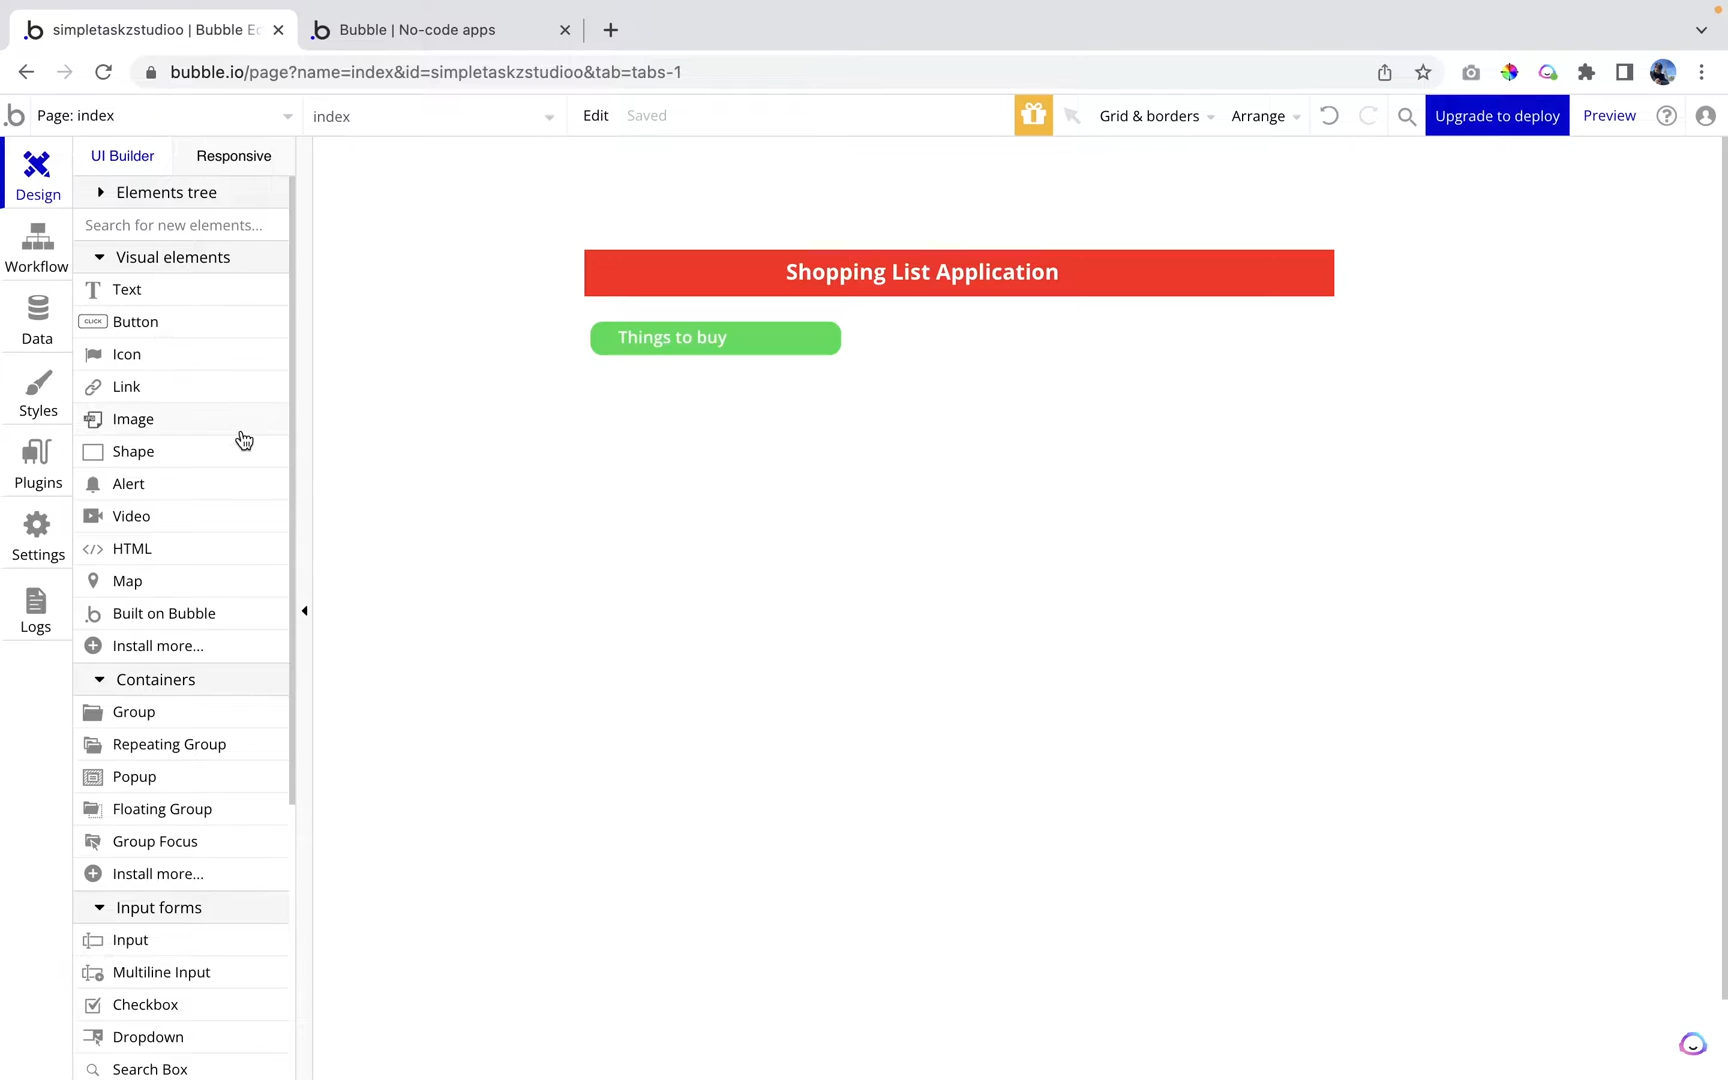 simpletaskzstudioo | Bubble Ec
Bubble | No-code apps
bubble.io/page?name=index&id=simpletaskzstudioo&tab=tabs-1
Page: index
index
Edit
Saved
Grid & borders
Arrange
Upgrade to deploy
Preview
UI Builder
Responsive
Design
Elements tree
Search for new elements...
Workflow
Visual elements
Shopping List Application
Text
Button
Data
Things to buy
Icon
Link
Styles
Image
Shape
Plugins
Alert
Video
Settings
HTML
Map
Built on Bubble
Logs
Install more...
Containers
Group
Repeating Group
Popup
Floating Group
Group Focus
Install more...
Input forms
Input
Multiline Input
Checkbox
Dropdown
Search Box
CLICK